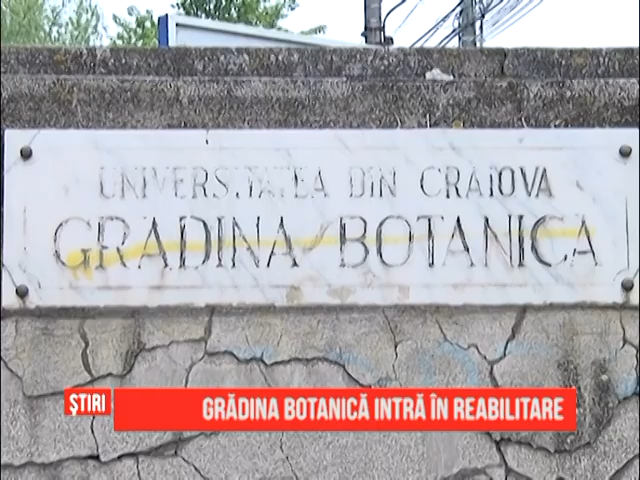 UNIVERSITATEA DIN CRAIOVA
GRADINA BOTANICA
ȘTIRI
GRĂDINA BOTANICĂ INTRĂ ÎN REABILITARE